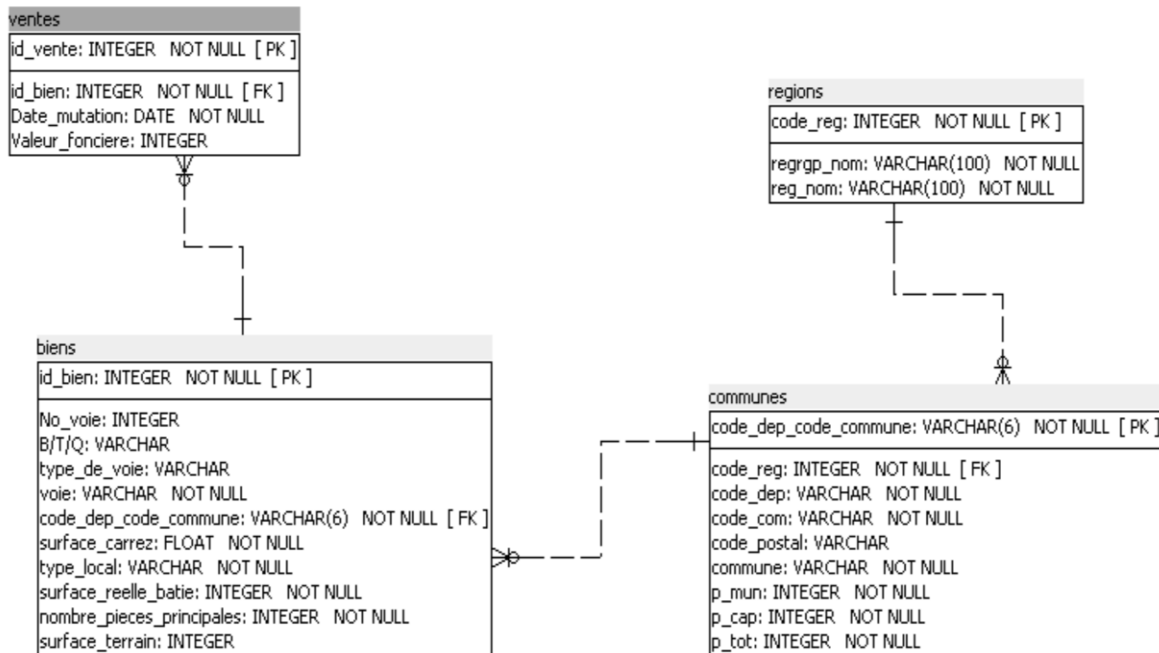 ventes
id_vente: INTEGER NOT NULL [ PK ]
id_bien: INTEGER NOT NULL [ FK ]
Date_mutation: DATE NOT NULL
Valeur_fonciere: INTEGER
regions
code_reg: INTEGER NOT NULL [ PK ]
regrgp_nom: VARCHAR(100) NOT NULL
reg_nom: VARCHAR(100) NOT NULL
biens
id_bien: INTEGER NOT NULL [ PK ]
No_voie: INTEGER
B/T/Q: VARCHAR
type_de_voie: VARCHAR
voie: VARCHAR NOT NULL
code_dep_code_commune: VARCHAR(6) NOT NULL [ FK ]
surface_carrez: FLOAT NOT NULL
type_local: VARCHAR NOT NULL
surface_reelle_batie: INTEGER NOT NULL
nombre_pieces_principales: INTEGER NOT NULL
surface_terrain: INTEGER
communes
code_dep_code_commune: VARCHAR(6) NOT NULL [ PK ]
code_reg: INTEGER NOT NULL [ FK ]
code_dep: VARCHAR NOT NULL
code_com: VARCHAR NOT NULL
code_postal: VARCHAR
commune: VARCHAR NOT NULL
p_mun: INTEGER NOT NULL
p_cap: INTEGER NOT NULL
p_tot: INTEGER NOT NULL